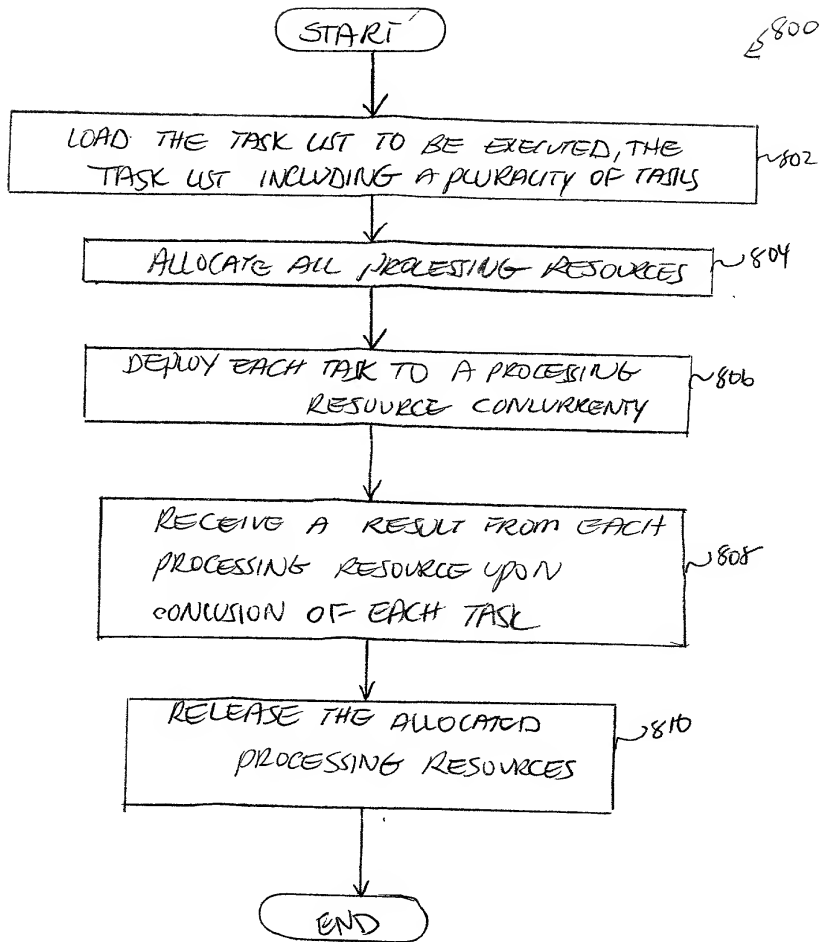 START
800
LOAD THE TASK LIST TO BE EXECUTED, THE
TASK LIST INCLUDING A PLURALITY OF TASKS
802
ALLOCATE ALL PROCESSING RESOURCES
804
DEPLOY EACH TASK TO A PROCESSING
RESOURCE CONCURRENTY
806
RECEIVE A RESULT FROM EACH
PROCESSING RESOURCE UPON
CONCUSION OF EACH TASK
808
RELEASE THE ALLOCATED
PROCESSING RESOURCES
810
END